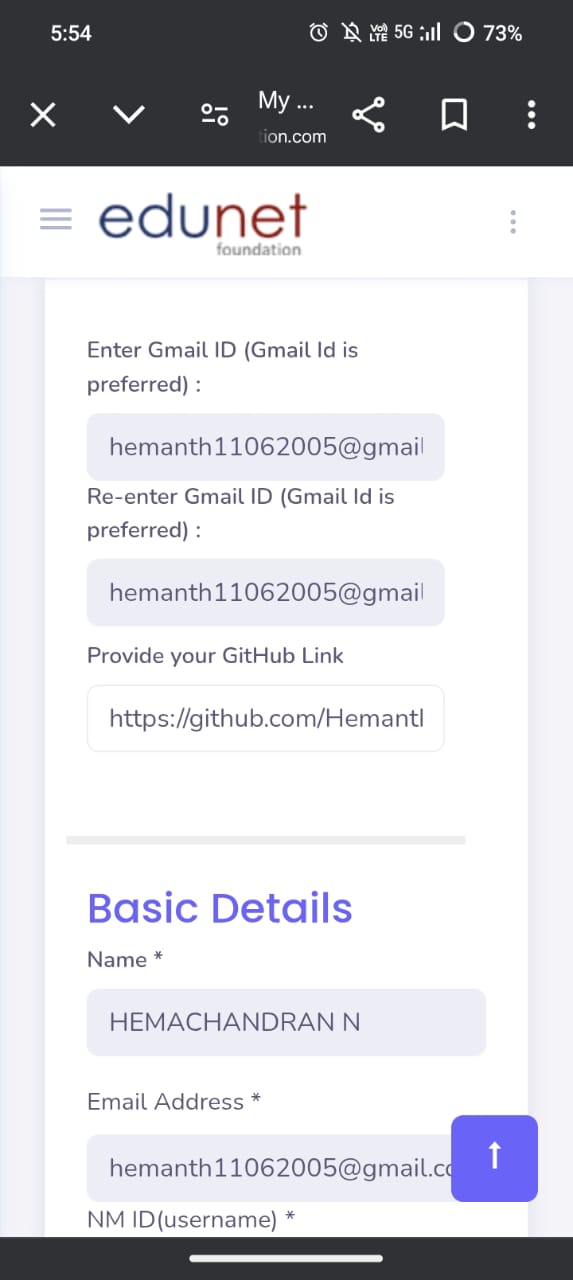 5:54 Vo) LTE 5G 73%
My ...
tion.com
edunet
foundation
Enter Gmail ID (Gmail Id is
preferred) :
hemanth11062005@gmail
Re-enter Gmail ID (Gmail Id is
preferred) :
hemanth11062005@gmail
Provide your GitHub Link
https://github.com/Hemanth
Basic Details
Name *
HEMACHANDRAN N
Email Address *
hemanth11062005@gmail.co
NM ID(username) *